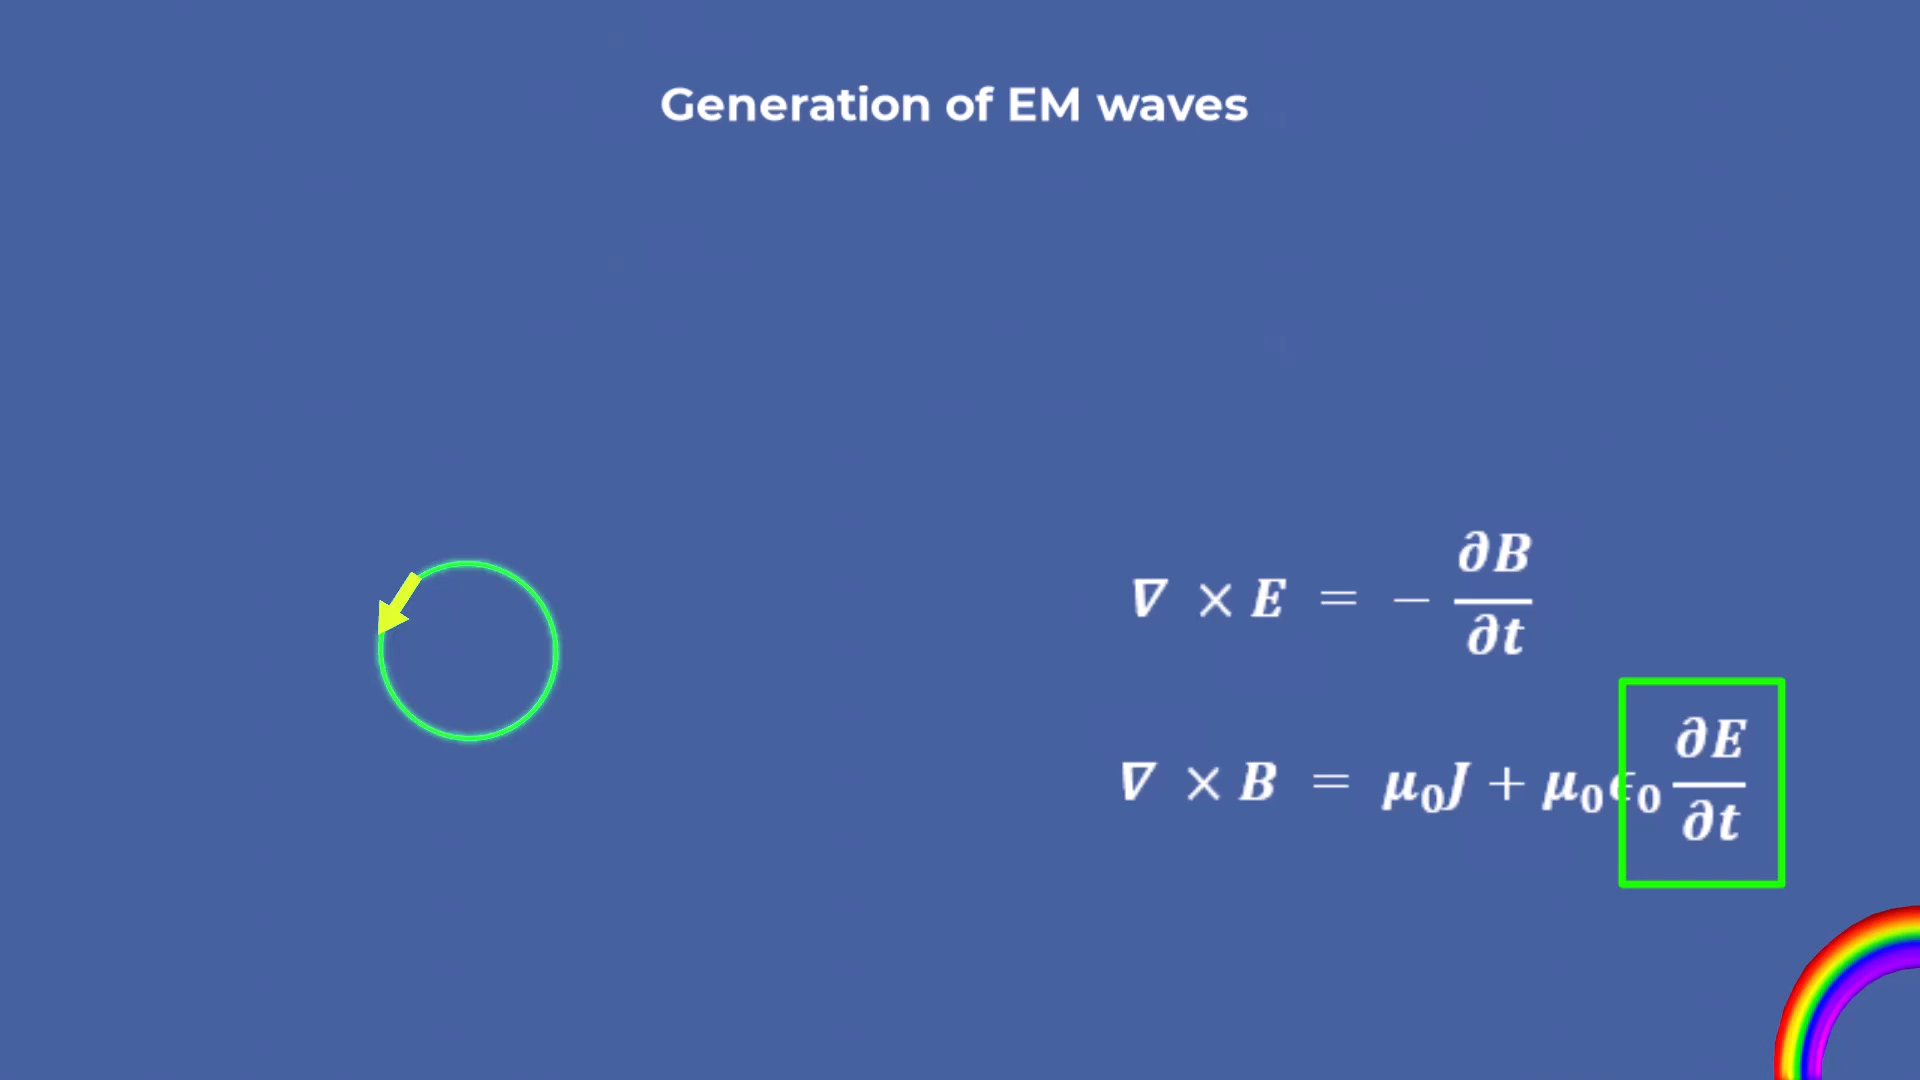 Generation of EM waves
∇ × E = − ∂B/∂t
∇ × B = μ₀J + μ₀ϵ₀ ∂E/∂t